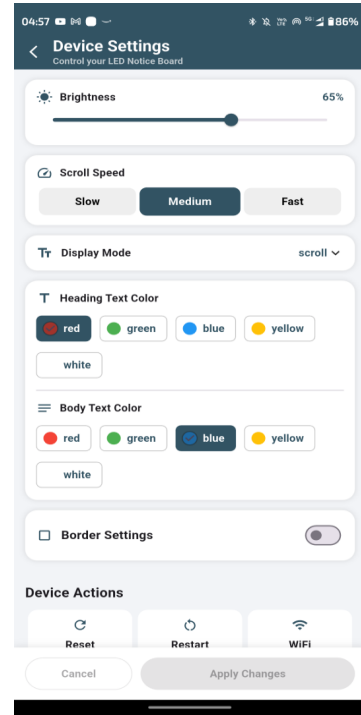 04:57 86%
Device Settings
Control your LED Notice Board
Brightness 65%
Scroll Speed
Slow Medium Fast
Display Mode scroll
Heading Text Color
red green blue yellow
white
Body Text Color
red green blue yellow
white
Border Settings
Device Actions
Reset Restart WiFi
Cancel Apply Changes